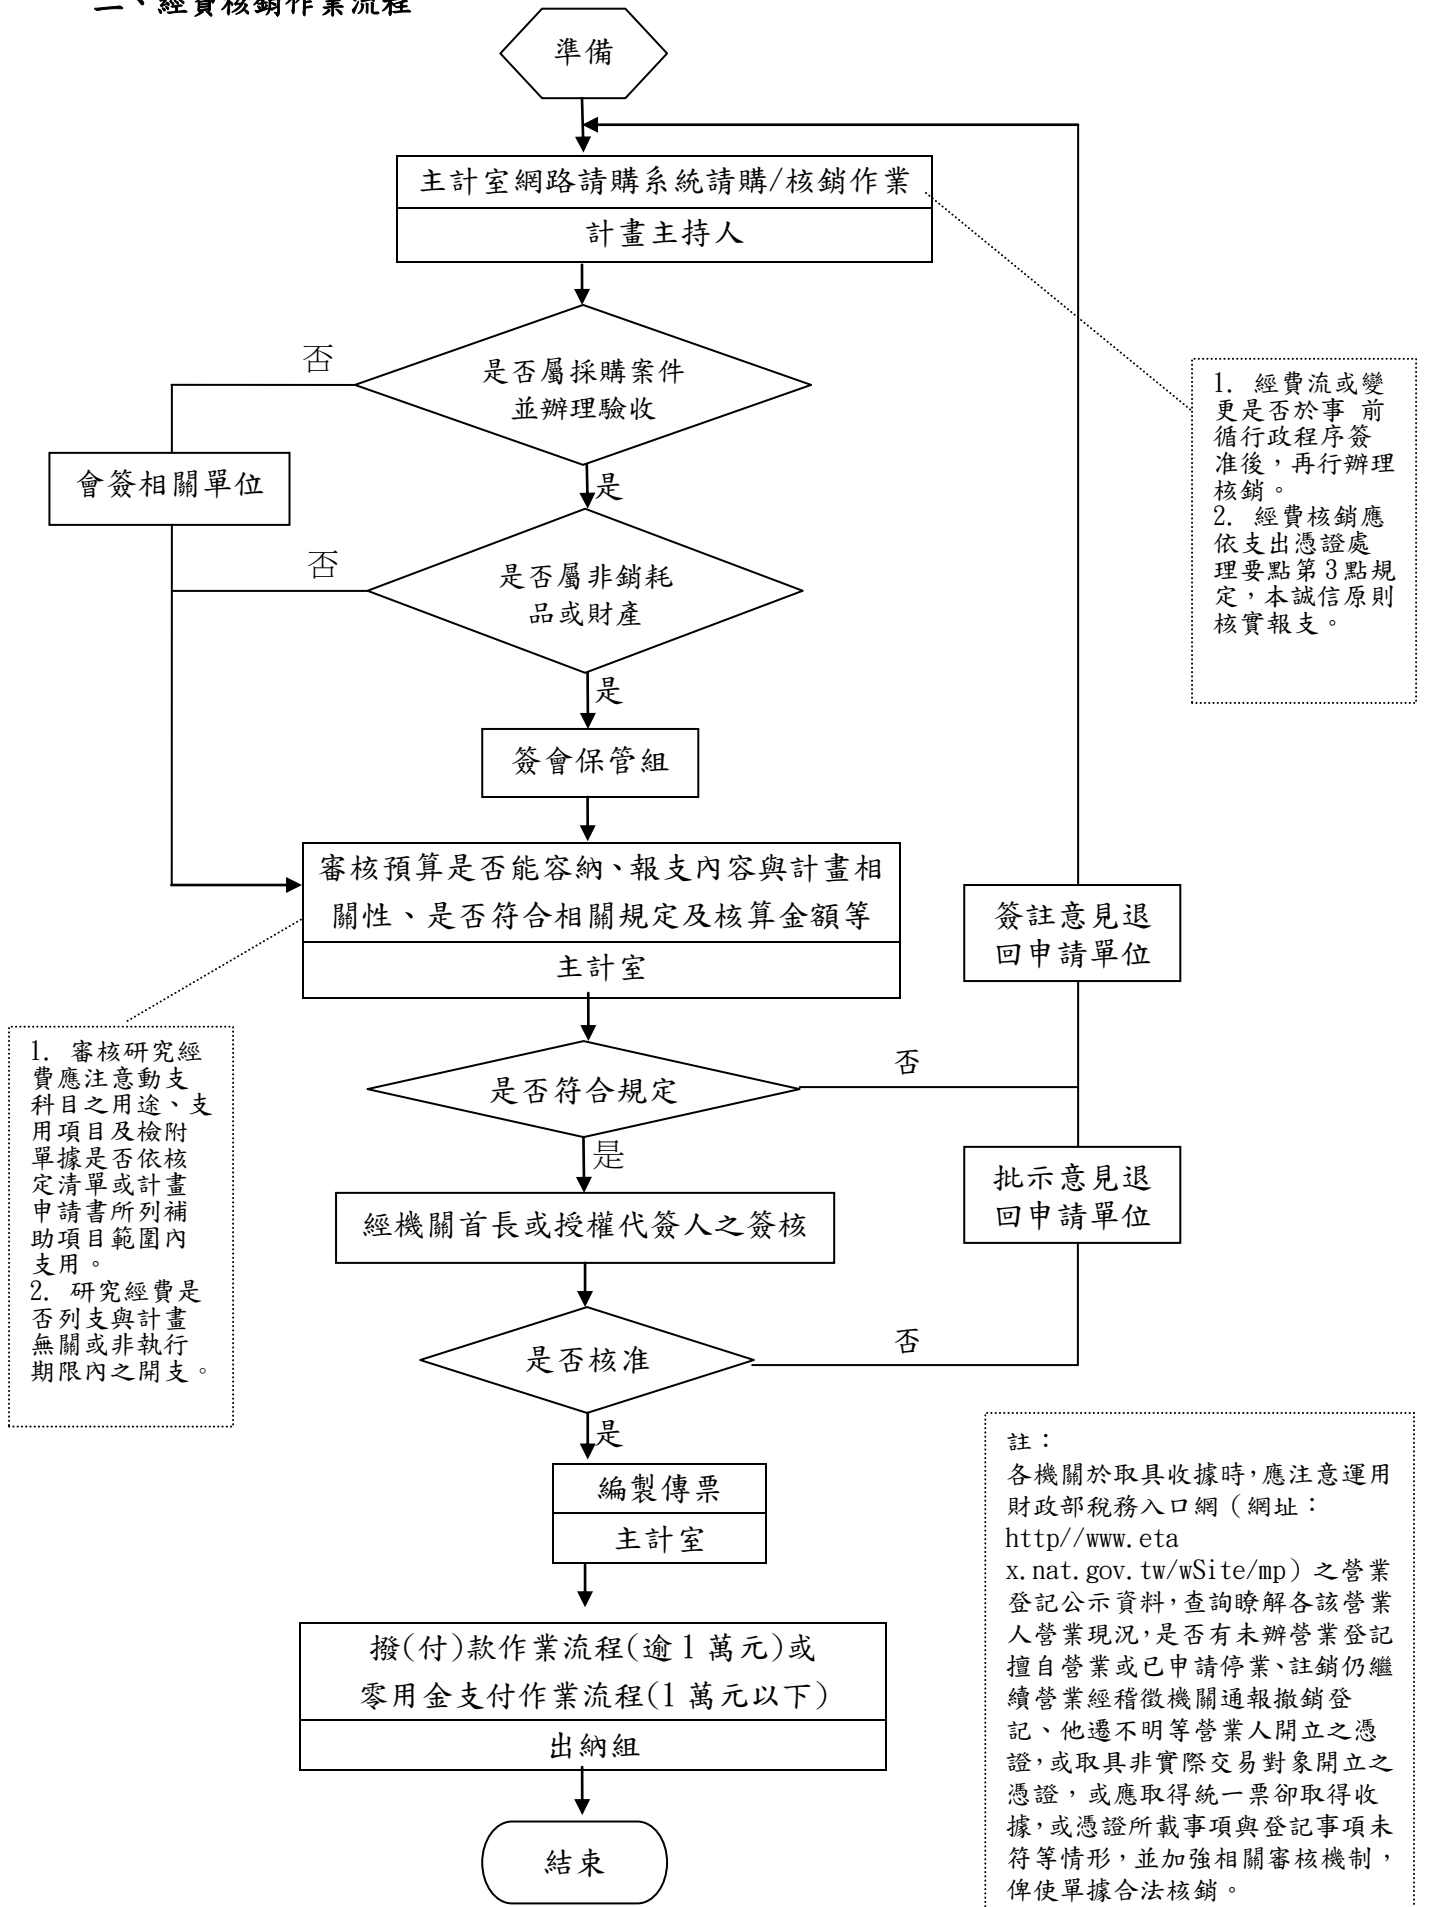 二、經費核銷作業流程
準備
主計室網路請購系統請購/核銷作業
計畫主持人
否
是否屬採購案件
並辦理驗收
1. 經費流或變
更是否於事 前
循行政程序簽
准後，再行辦理
核銷。
2. 經費核銷應
依支出憑證處
理要點第3點規
定，本誠信原則
核實報支。
會簽相關單位
是
否
是否屬非銷耗
品或財產
是
簽會保管組
審核預算是否能容納、報支內容與計畫相
關性、是否符合相關規定及核算金額等
主計室
簽註意見退
回申請單位
1. 審核研究經
費應注意動支
科目之用途、支
用項目及檢附
單據是否依核
定清單或計畫
申請書所列補
助項目範圍內
支用。
2. 研究經費是
否列支與計畫
無關或非執行
期限內之開支。
是否符合規定
否
是
批示意見退
回申請單位
經機關首長或授權代簽人之簽核
是否核准
否
是
編製傳票
主計室
撥(付)款作業流程(逾1萬元)或
零用金支付作業流程(1萬元以下)
出納組
結束
註：
各機關於取具收據時，應注意運用
財政部稅務入口網（網址：
http//www.eta
x.nat.gov.tw/wSite/mp）之營業
登記公示資料，查詢瞭解各該營業
人營業現況，是否有未辦營業登記
擅自營業或已申請停業、註銷仍繼
續營業經稽徵機關通報撤銷登
記、他遷不明等營業人開立之憑
證，或取具非實際交易對象開立之
憑證，或應取得統一票卻取得收
據，或憑證所載事項與登記事項未
符等情形，並加強相關審核機制，
俾使單據合法核銷。